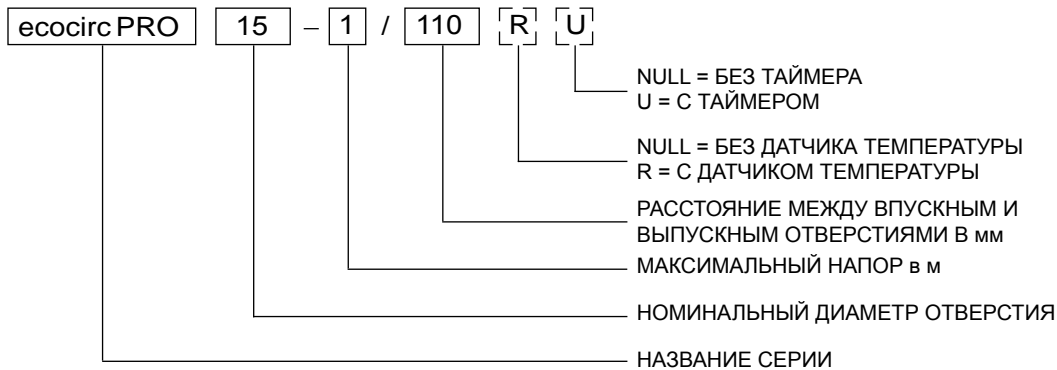 ecocirc PRO 15 – 1 / 110 R U
NULL = БЕЗ ТАЙМЕРА
U = С ТАЙМЕРОМ
NULL = БЕЗ ДАТЧИКА ТЕМПЕРАТУРЫ
R = С ДАТЧИКОМ ТЕМПЕРАТУРЫ
РАССТОЯНИЕ МЕЖДУ ВПУСКНЫМ И
ВЫПУСКНЫМ ОТВЕРСТИЯМИ В мм
МАКСИМАЛЬНЫЙ НАПОР в м
НОМИНАЛЬНЫЙ ДИАМЕТР ОТВЕРСТИЯ
НАЗВАНИЕ СЕРИИ